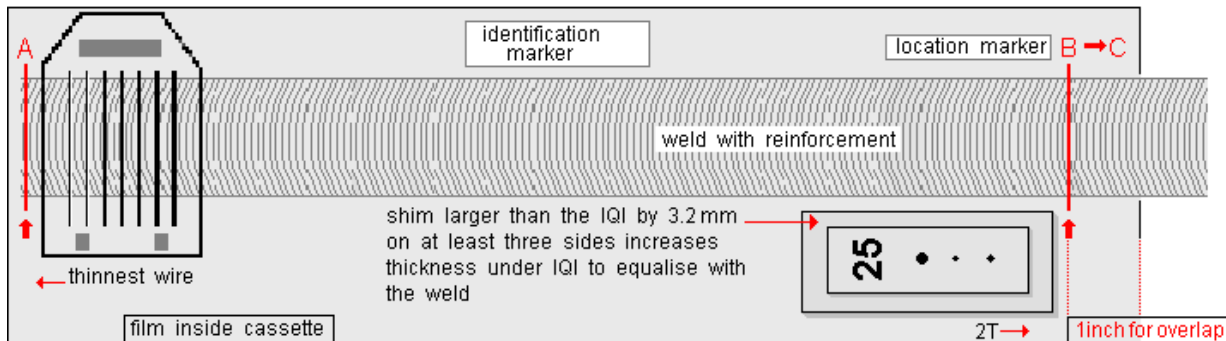 identification
marker
A
location marker
B → C
weld with reinforcement
shim larger than the IQI by 3.2 mm
on at least three sides increases
thickness under IQI to equalise with
the weld
25
thinnest wire
film inside cassette
2T
1inch for overlap